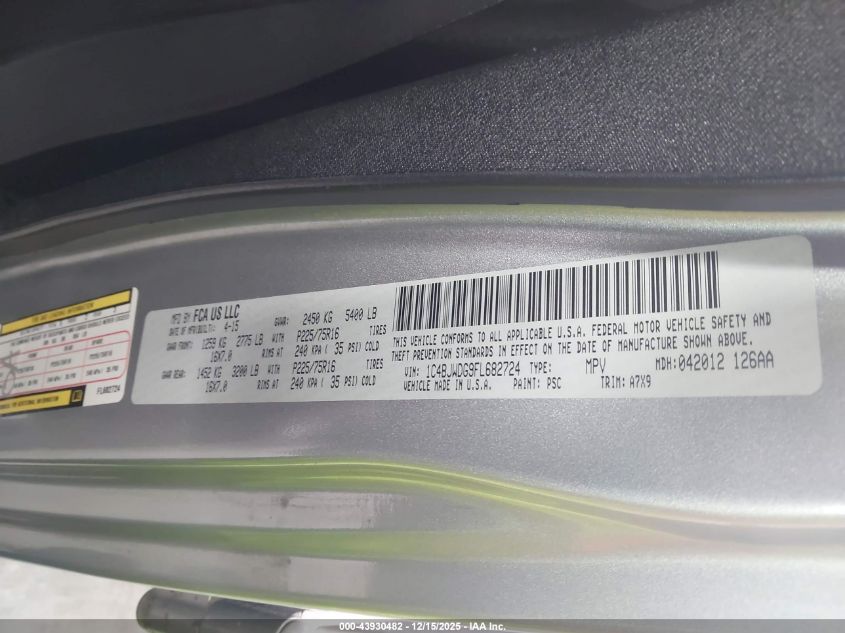 MFD BY FCA US LLC
DATE OF MFR(BUILT): 4-15
GVWR: 2450 KG 5400 LB
GAWR FRONT: 1259 KG 2775 LB WITH P225/75R16 TIRES
16X7.0 RIMS AT 240 KPA ( 35 PSI) COLD
GAWR REAR: 1452 KG 3200 LB WITH P225/75R16 TIRES
16X7.0 RIMS AT 240 KPA ( 35 PSI) COLD
THIS VEHICLE CONFORMS TO ALL APPLICABLE U.S.A. FEDERAL MOTOR VEHICLE SAFETY AND
THEFT PREVENTION STANDARDS IN EFFECT ON THE DATE OF MANUFACTURE SHOWN ABOVE.
VIN: 1C4BJWDG9FL682724 TYPE: MPV MDH: 042012 126AA
VEHICLE MADE IN U.S.A. PAINT: PSC TRIM: A7X9
FL682724
000-43930482 - 12/15/2025 - IAA Inc.